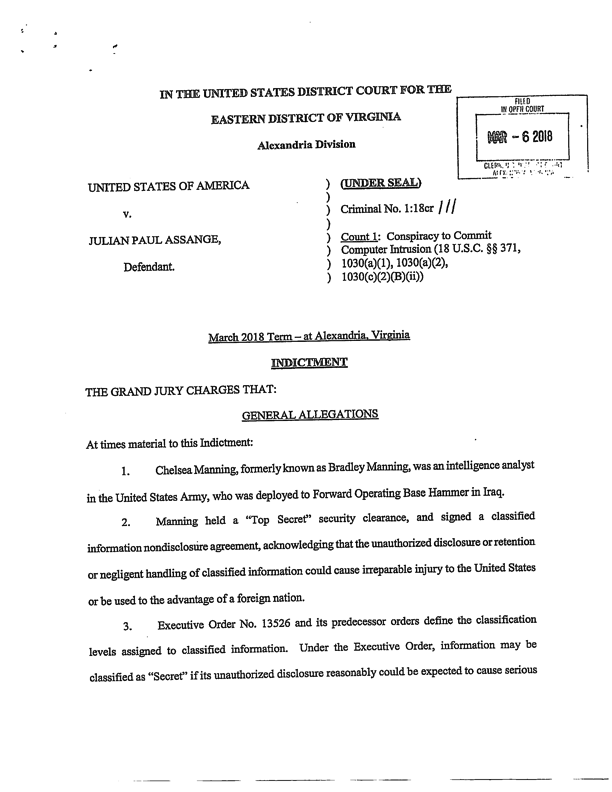 IN THE UNITED STATES DISTRICT COURT FOR THE
EASTERN DISTRICT OF VIRGINIA
Alexandria Division
FILED
IN OPEN COURT
MAR - 6 2018
UNITED STATES OF AMERICA
v.
JULIAN PAUL ASSANGE,
Defendant.
) (UNDER SEAL)
)
) Criminal No. 1:18cr 111
)
) Count 1: Conspiracy to Commit
) Computer Intrusion (18 U.S.C. §§ 371,
) 1030(a)(1), 1030(a)(2),
) 1030(c)(2)(B)(ii))
March 2018 Term – at Alexandria, Virginia
INDICTMENT
THE GRAND JURY CHARGES THAT:
GENERAL ALLEGATIONS
At times material to this Indictment:
1. Chelsea Manning, formerly known as Bradley Manning, was an intelligence analyst
in the United States Army, who was deployed to Forward Operating Base Hammer in Iraq.
2. Manning held a “Top Secret” security clearance, and signed a classified
information nondisclosure agreement, acknowledging that the unauthorized disclosure or retention
or negligent handling of classified information could cause irreparable injury to the United States
or be used to the advantage of a foreign nation.
3. Executive Order No. 13526 and its predecessor orders define the classification
levels assigned to classified information. Under the Executive Order, information may be
classified as “Secret” if its unauthorized disclosure reasonably could be expected to cause serious